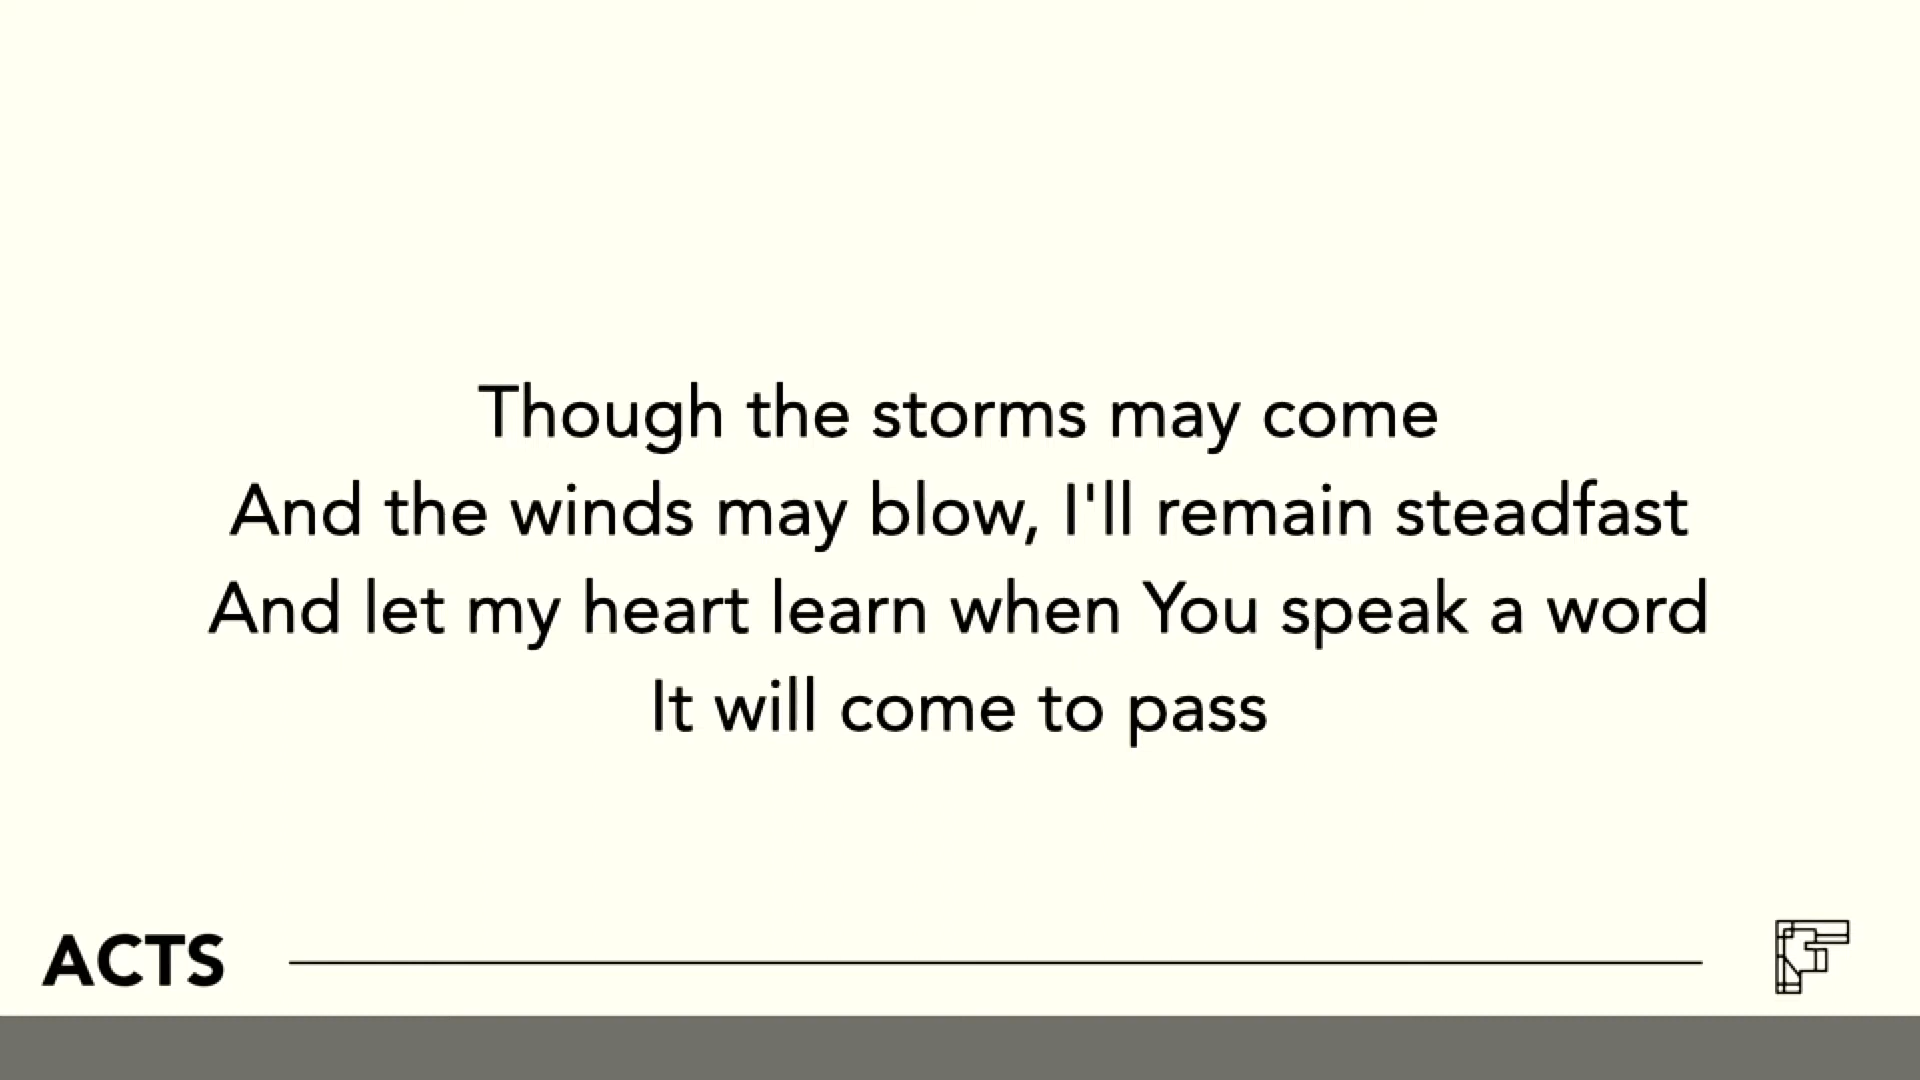 Though the storms may come
And the winds may blow, I'll remain steadfast
And let my heart learn when You speak a word
It will come to pass
ACTS